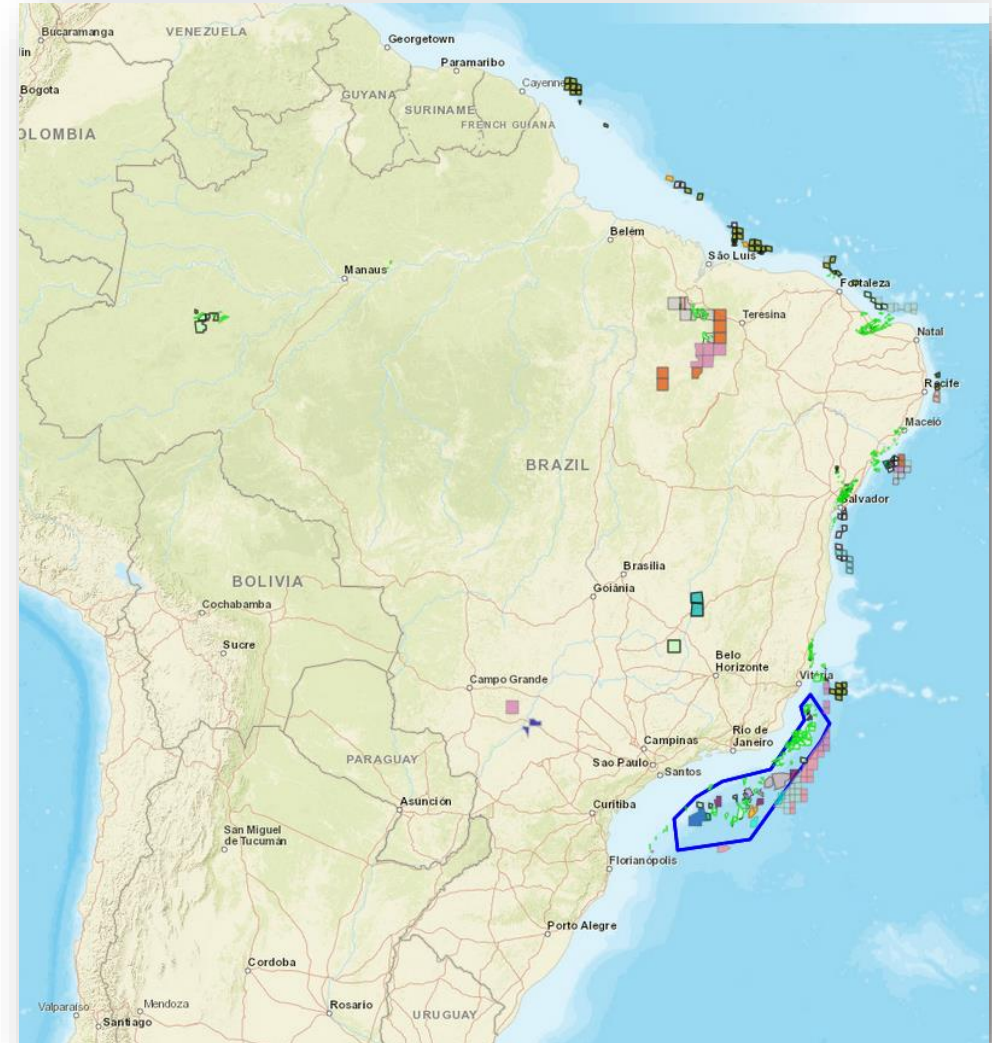 Bucaramanga
VENEZUELA
Georgetown
in
Paramaribo
Cayenne
Bogota
GUYANA
SURINAME
FRENCH GUIANA
OLOMBIA
Belém
São Luis
Manaus
Fortaleza
Teresina
Natal
Recife
Maceió
BRAZIL
Salvador
Brasilia
BOLIVIA
Goiânia
Cochabamba
Sucre
Belo
Horizonte
Campo Grande
Vitória
Rio de
Janeiro
Campinas
PARAGUAY
Sao Paulo
Santos
Asunción
Curitiba
San Miguel
de Tucumán
Florianópolis
Porto Alegre
Cordoba
Valparaíso
Mendoza
Rosario
Santiago
URUGUAY